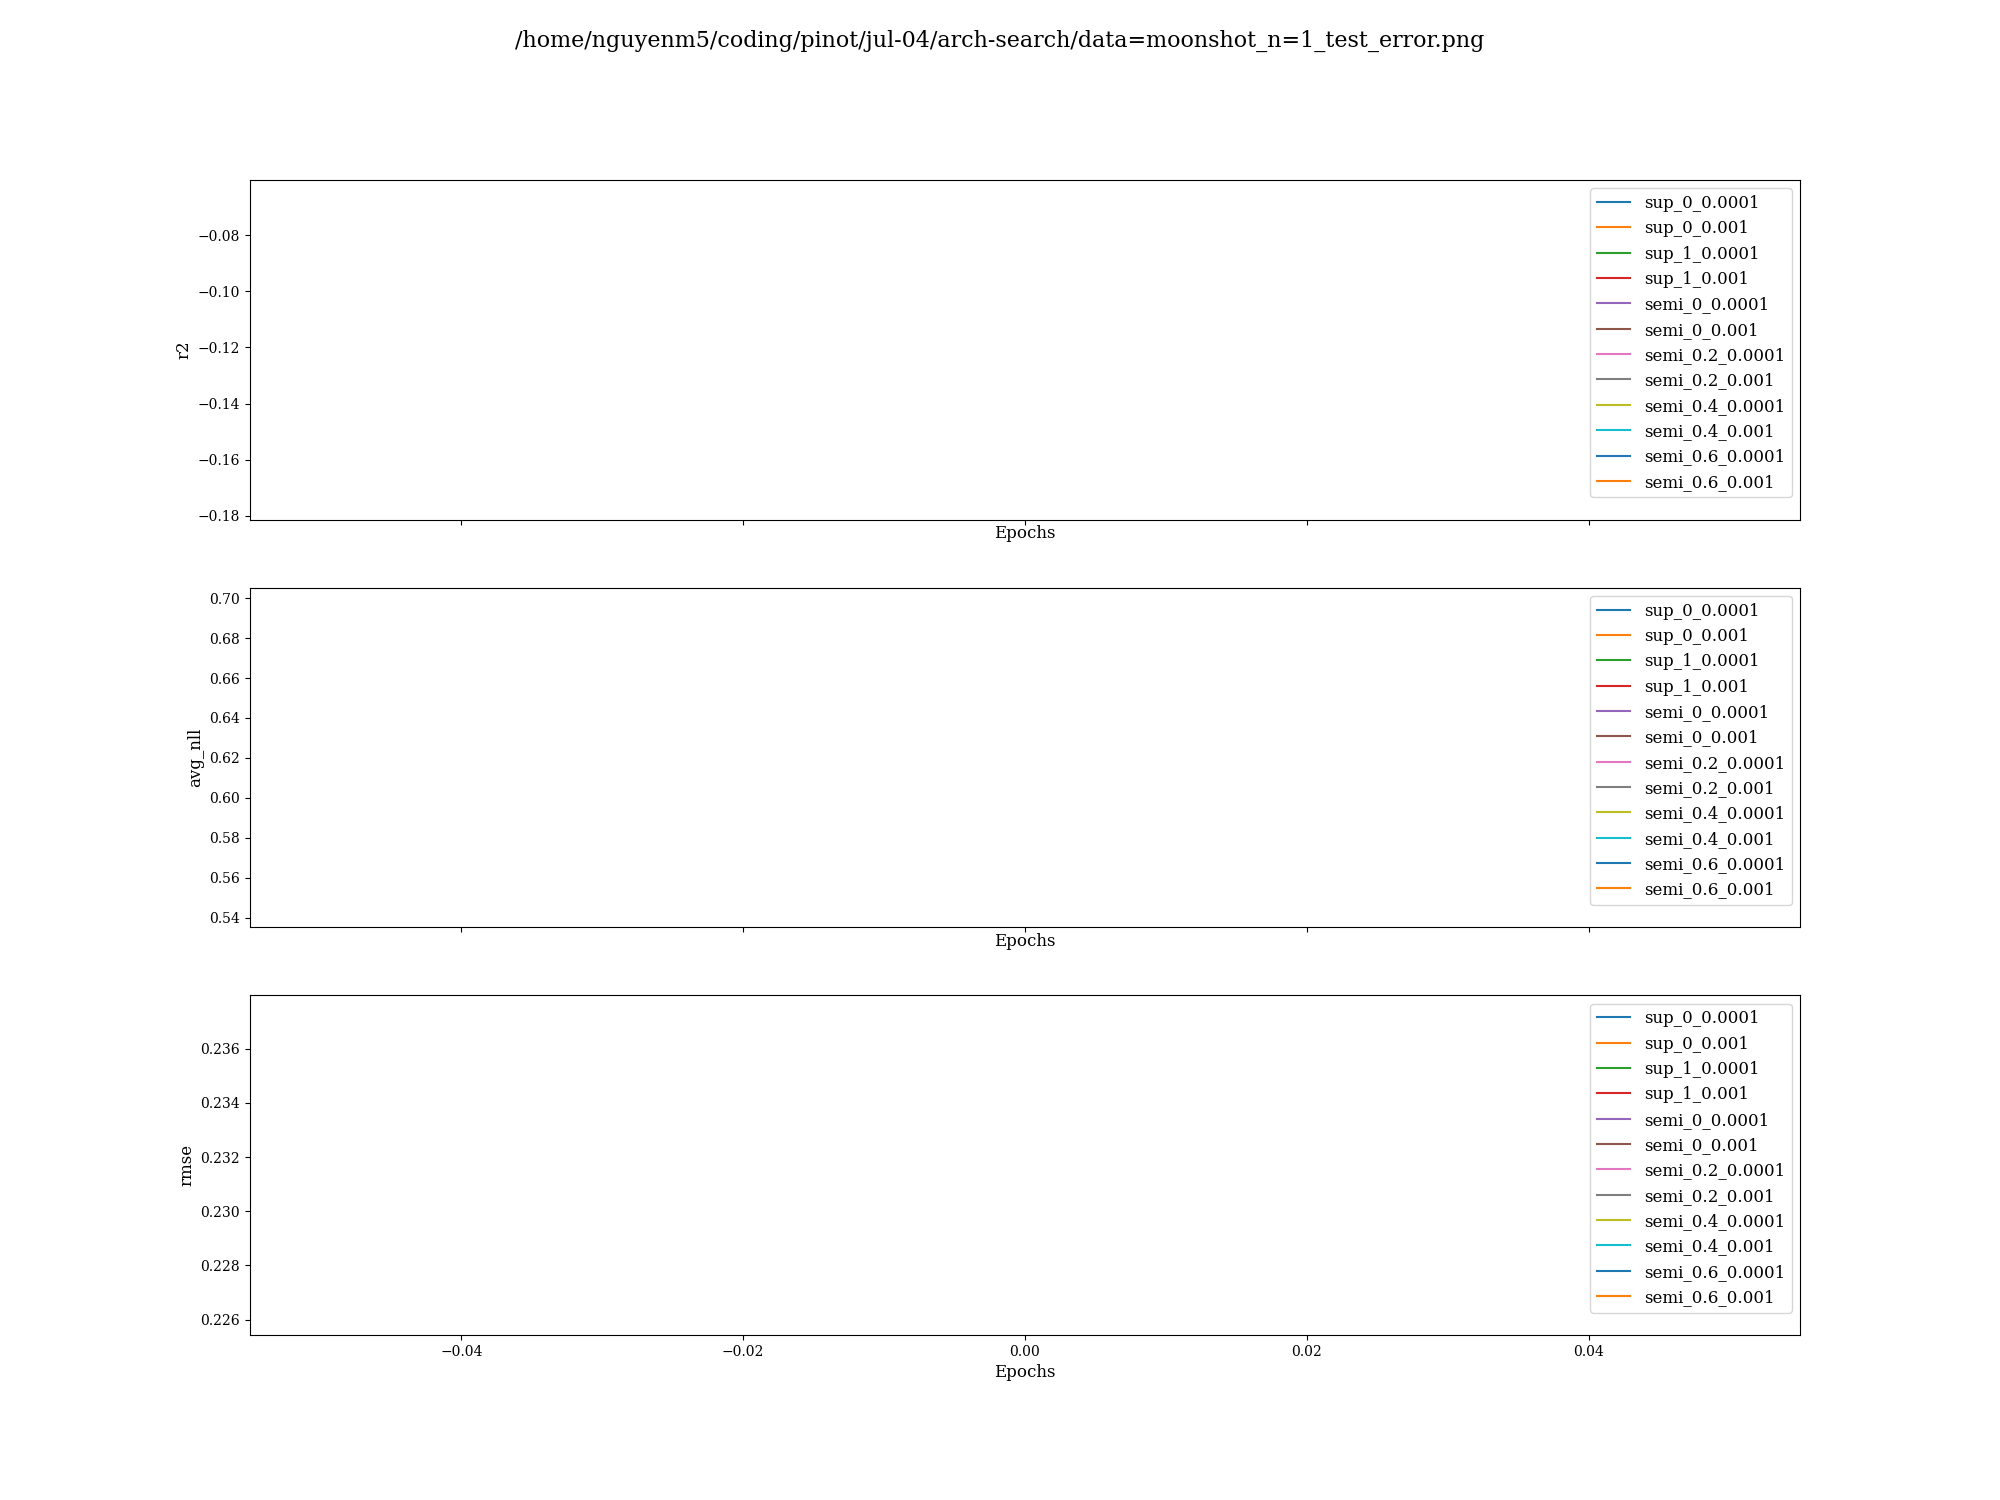 /home/nguyenm5/coding/pinot/jul-04/arch-search/data=moonshot_n=1_test_error.png
r2
−0.08
−0.10
−0.12
−0.14
−0.16
−0.18
sup_0_0.0001
sup_0_0.001
sup_1_0.0001
sup_1_0.001
semi_0_0.0001
semi_0_0.001
semi_0.2_0.0001
semi_0.2_0.001
semi_0.4_0.0001
semi_0.4_0.001
semi_0.6_0.0001
semi_0.6_0.001
Epochs
avg_nll
0.70
0.68
0.66
0.64
0.62
0.60
0.58
0.56
0.54
sup_0_0.0001
sup_0_0.001
sup_1_0.0001
sup_1_0.001
semi_0_0.0001
semi_0_0.001
semi_0.2_0.0001
semi_0.2_0.001
semi_0.4_0.0001
semi_0.4_0.001
semi_0.6_0.0001
semi_0.6_0.001
Epochs
rmse
0.236
0.234
0.232
0.230
0.228
0.226
sup_0_0.0001
sup_0_0.001
sup_1_0.0001
sup_1_0.001
semi_0_0.0001
semi_0_0.001
semi_0.2_0.0001
semi_0.2_0.001
semi_0.4_0.0001
semi_0.4_0.001
semi_0.6_0.0001
semi_0.6_0.001
−0.04 −0.02 0.00 0.02 0.04
Epochs